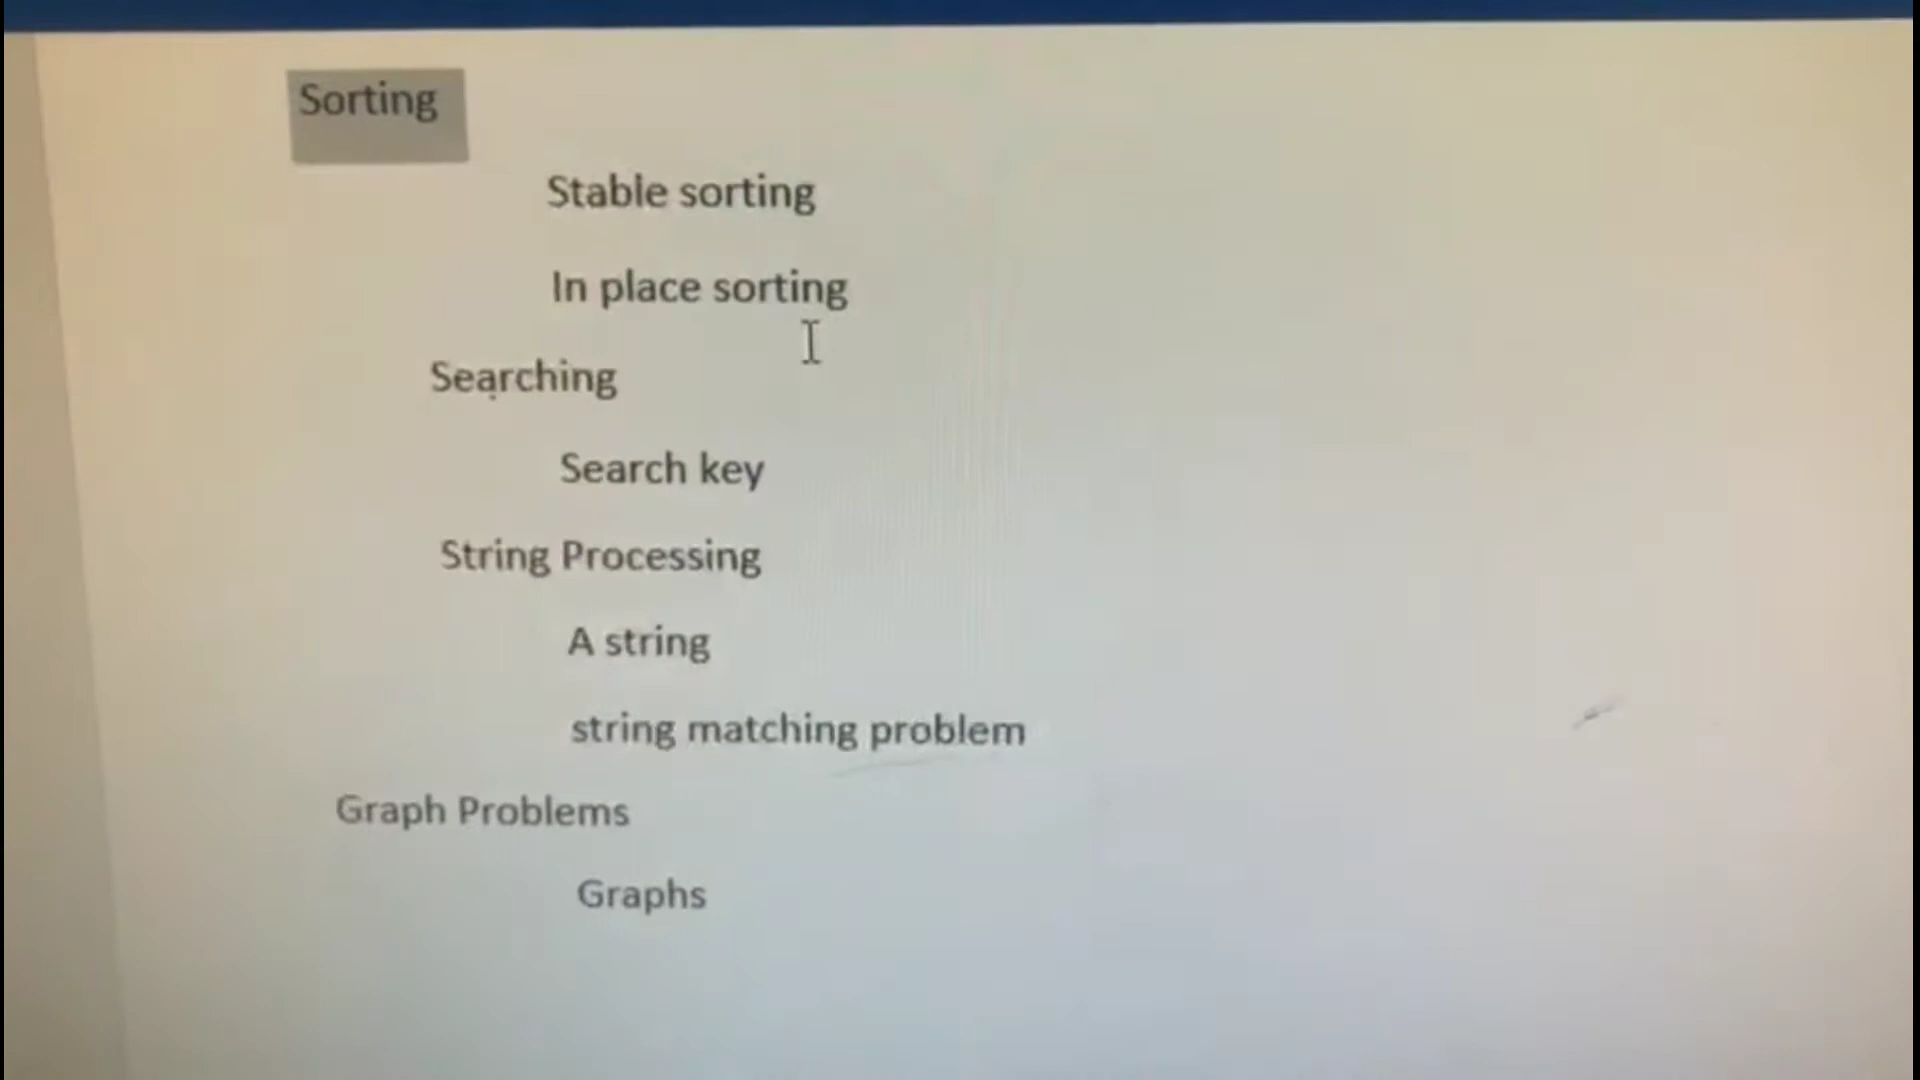 Sorting
Stable sorting
In place sorting
Searching
Search key
String Processing
A string
string matching problem
Graph Problems
Graphs